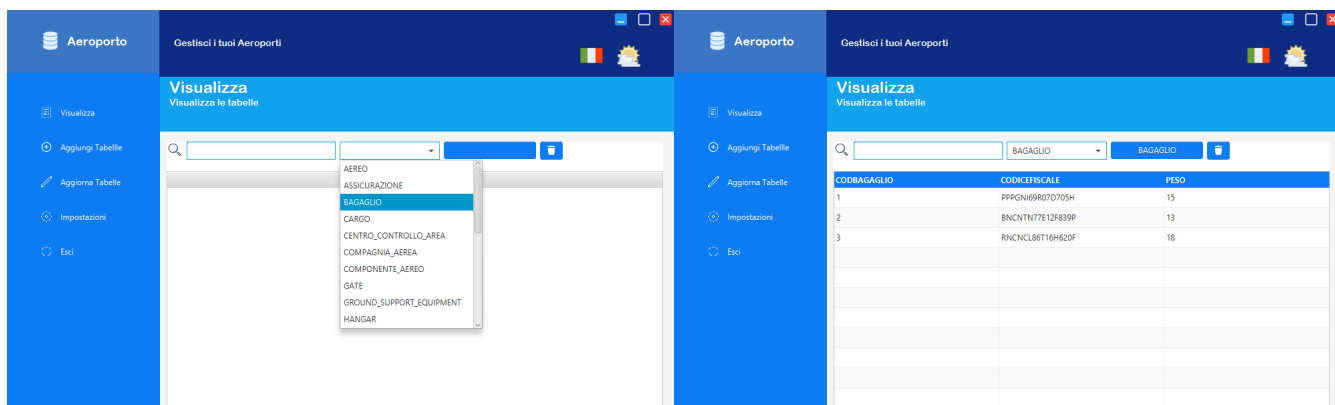 Aeroporto
Gestisci i tuoi Aeroporti
Visualizza
Visualizza le tabelle
Visualizza
Aggiungi Tabellle
Aggiorna Tabelle
Impostazioni
Esci
AEREO
ASSICURAZIONE
BAGAGLIO
CARGO
CENTRO_CONTROLLO_AREA
COMPAGNIA_AEREA
COMPONENTE_AEREO
GATE
GROUND_SUPPORT_EQUIPMENT
HANGAR
Aeroporto
Gestisci i tuoi Aeroporti
Visualizza
Visualizza le tabelle
Visualizza
Aggiungi Tabellle
Aggiorna Tabelle
Impostazioni
Esci
BAGAGLIO BAGAGLIO
CODBAGAGLIO CODICEFISCALE PESO
1 PPPGNI69R07D705H 15
2 BNCNTN77E12F839P 13
3 RNCNCL86T16H620F 18